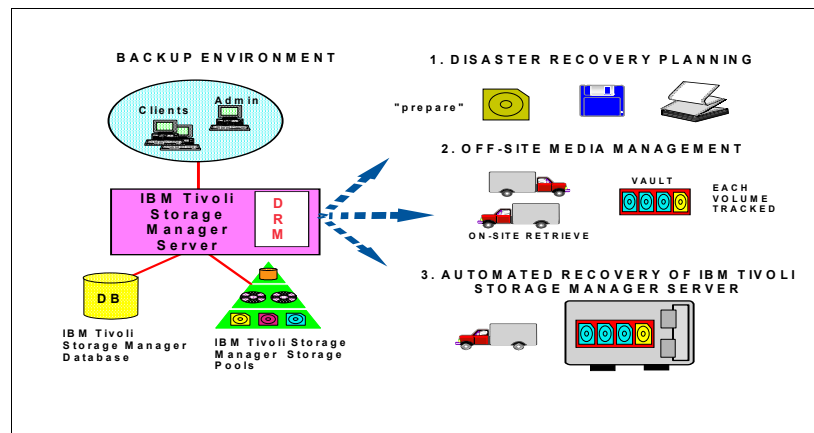 BACKUP ENVIRONMENT
Clients
Admin
IBM Tivoli
Storage
Manager
Server
D
R
M
DB
IBM Tivoli
Storage Manager
Database
IBM Tivoli Storage
Manager Storage
Pools
1. DISASTER RECOVERY PLANNING
"prepare"
2. OFF-SITE MEDIA MANAGEMENT
VAULT
EACH
VOLUME
TRACKED
ON-SITE RETRIEVE
3. AUTOMATED RECOVERY OF IBM TIVOLI
STORAGE MANAGER SERVER